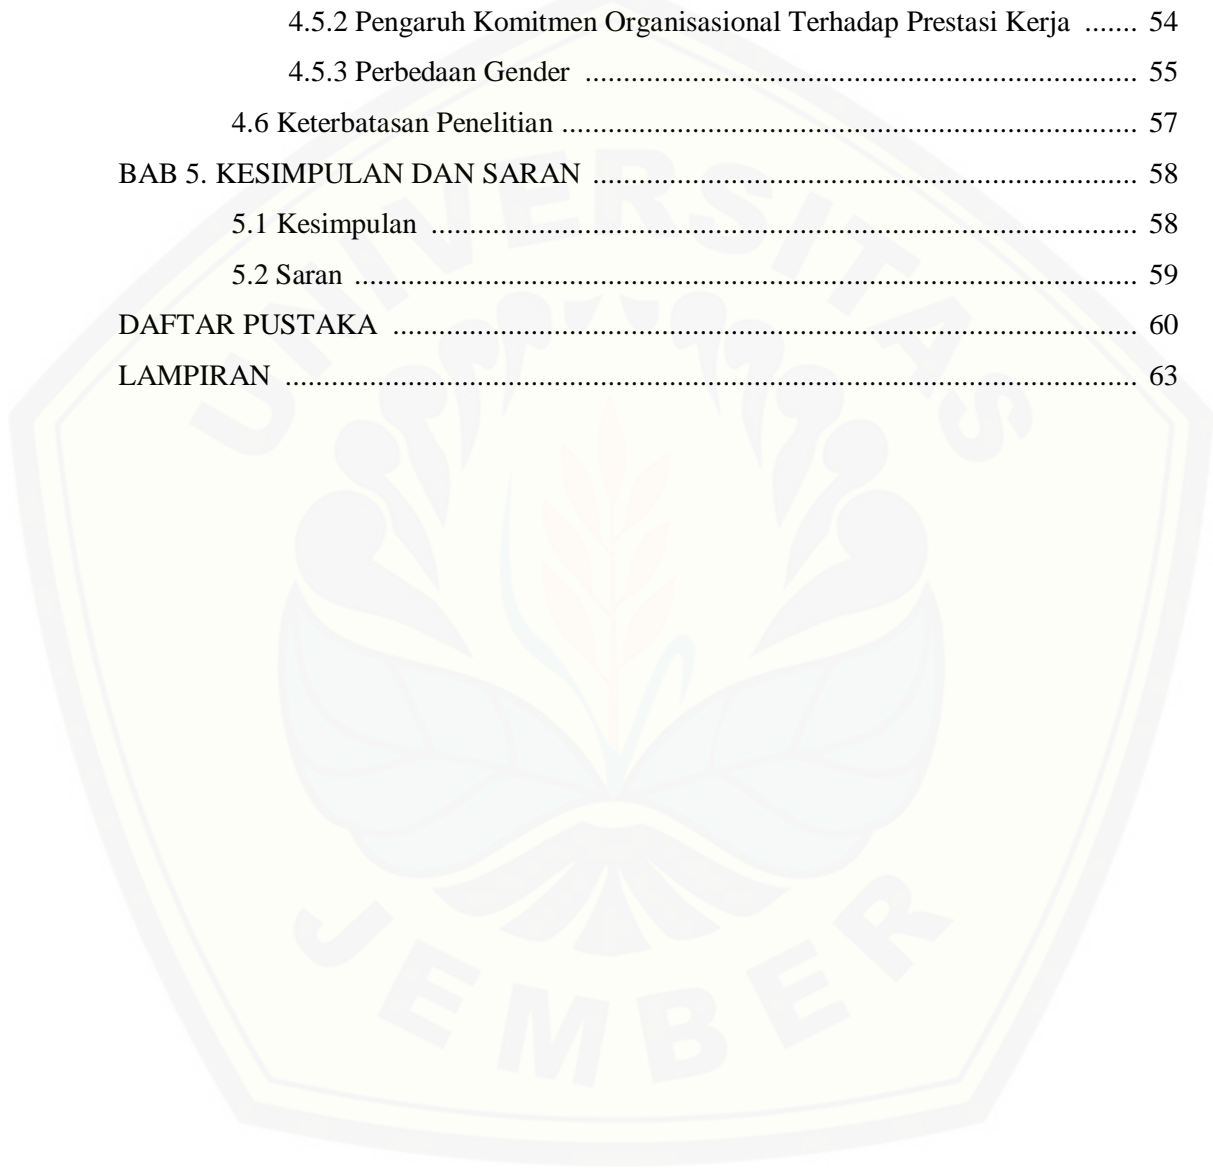 4.5.2 Pengaruh Komitmen Organisasional Terhadap Prestasi Kerja ....... 54
4.5.3 Perbedaan Gender ................................................................................. 55
4.6 Keterbatasan Penelitian ..................................................................................... 57
BAB 5. KESIMPULAN DAN SARAN ................................................................................ 58
5.1 Kesimpulan ........................................................................................................ 58
5.2 Saran ................................................................................................................... 59
DAFTAR PUSTAKA ............................................................................................................. 60
LAMPIRAN ............................................................................................................................ 63
UNIVERSITAS
JEMBER